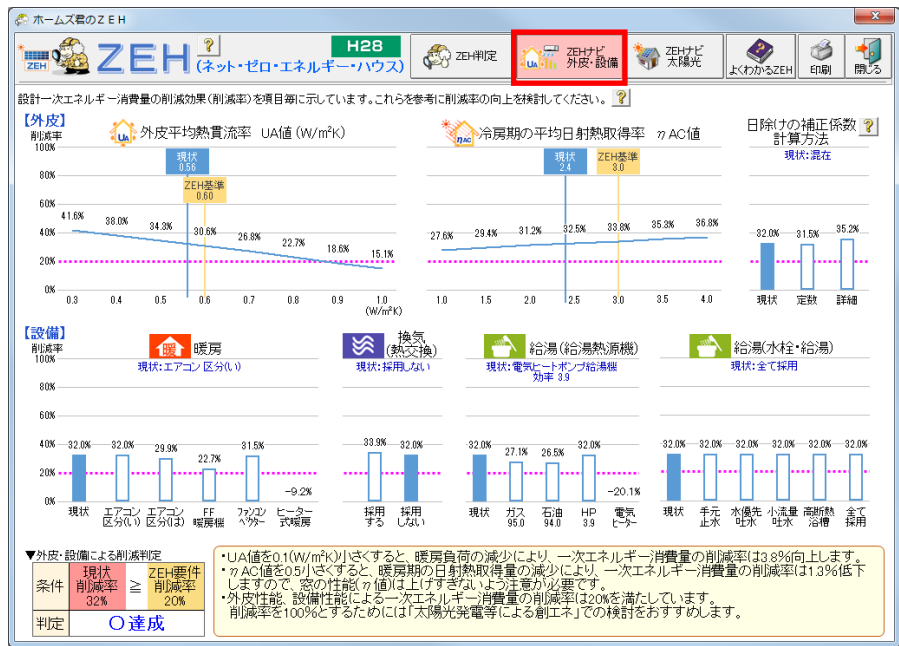 ホームズ君のZEH
ZEH ZEH ? H28
(ネット・ゼロ・エネルギー・ハウス)
ZEH判定
UA ZEHナビ
外皮・設備
ZEHナビ
太陽光
よくわかるZEH
印刷
閉じる
設計一次エネルギー消費量の削減効果(削減率)を項目毎に示しています。これらを参考に削減率の向上を検討してください。 ?
【外皮】
削減率
UA 外皮平均熱貫流率 UA値(W/㎡K)
100%
80%
60%
40%
20%
0%
現状
0.56
ZEH基準
0.60
41.6% 38.0% 34.3% 30.6% 26.8% 22.7% 18.6% 15.1%
0.3 0.4 0.5 0.6 0.7 0.8 0.9 1.0
(W/㎡K)
ηAC 冷房期の平均日射熱取得率 ηAC値
現状
2.4
ZEH基準
3.0
27.6% 29.4% 31.2% 32.5% 33.8% 35.3% 36.8%
1.0 1.5 2.0 2.5 3.0 3.5 4.0
日除けの補正係数 ?
計算方法
現状:混在
32.0% 31.5% 35.2%
現状 定数 詳細
【設備】
削減率
100%
80%
60%
40%
20%
0%
暖 暖房
現状:エアコン 区分(い)
32.0% 32.0% 29.9% 22.7% 31.5% -9.2%
現状
エアコン
区分(い)
エアコン
区分(は)
FF
暖房機
ファンコン
ベクター
ヒーター
式暖房
換気
(熱交換)
現状:採用しない
33.9% 32.0%
採用
する
採用
しない
給湯(給湯熱源機)
現状:電気ヒートポンプ給湯機
効率 3.9
32.0% 27.1% 26.5% 32.0% -20.1%
現状
ガス
95.0
石油
94.0
HP
3.9
電気
ヒーター
給湯(水栓・給湯)
現状:全て採用
32.0% 32.0% 32.0% 32.0% 32.0% 32.0%
現状
手元
止水
水優先
吐水
小流量
吐水
高断熱
浴槽
全て
採用
▼外皮・設備による削減判定
条件
現状
削減率
32%
≧
ZEH要件
削減率
20%
判定 〇達成
・UA値を0.1(W/㎡K)小さくすると、暖房負荷の減少により、一次エネルギー消費量の削減率は3.8%向上します。
・ηAC値を0.5小さくすると、暖房期の日射熱取得量の減少により、一次エネルギー消費量の削減率は1.3%低下
しますので、窓の性能(η値)は上げすぎないよう注意が必要です。
・外皮性能、設備性能による一次エネルギー消費量の削減率は20%を満たしています。
削減率を100%とするためには「太陽光発電等による創エネ」での検討をおすすめします。